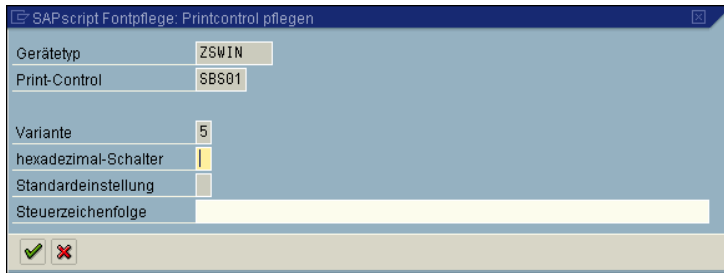 SAPscript Fontpflege: Printcontrol pflegen
Gerätetyp ZSWIN
Print-Control SBS01
Variante 5
hexadezimal-Schalter
Standardeinstellung
Steuerzeichenfolge